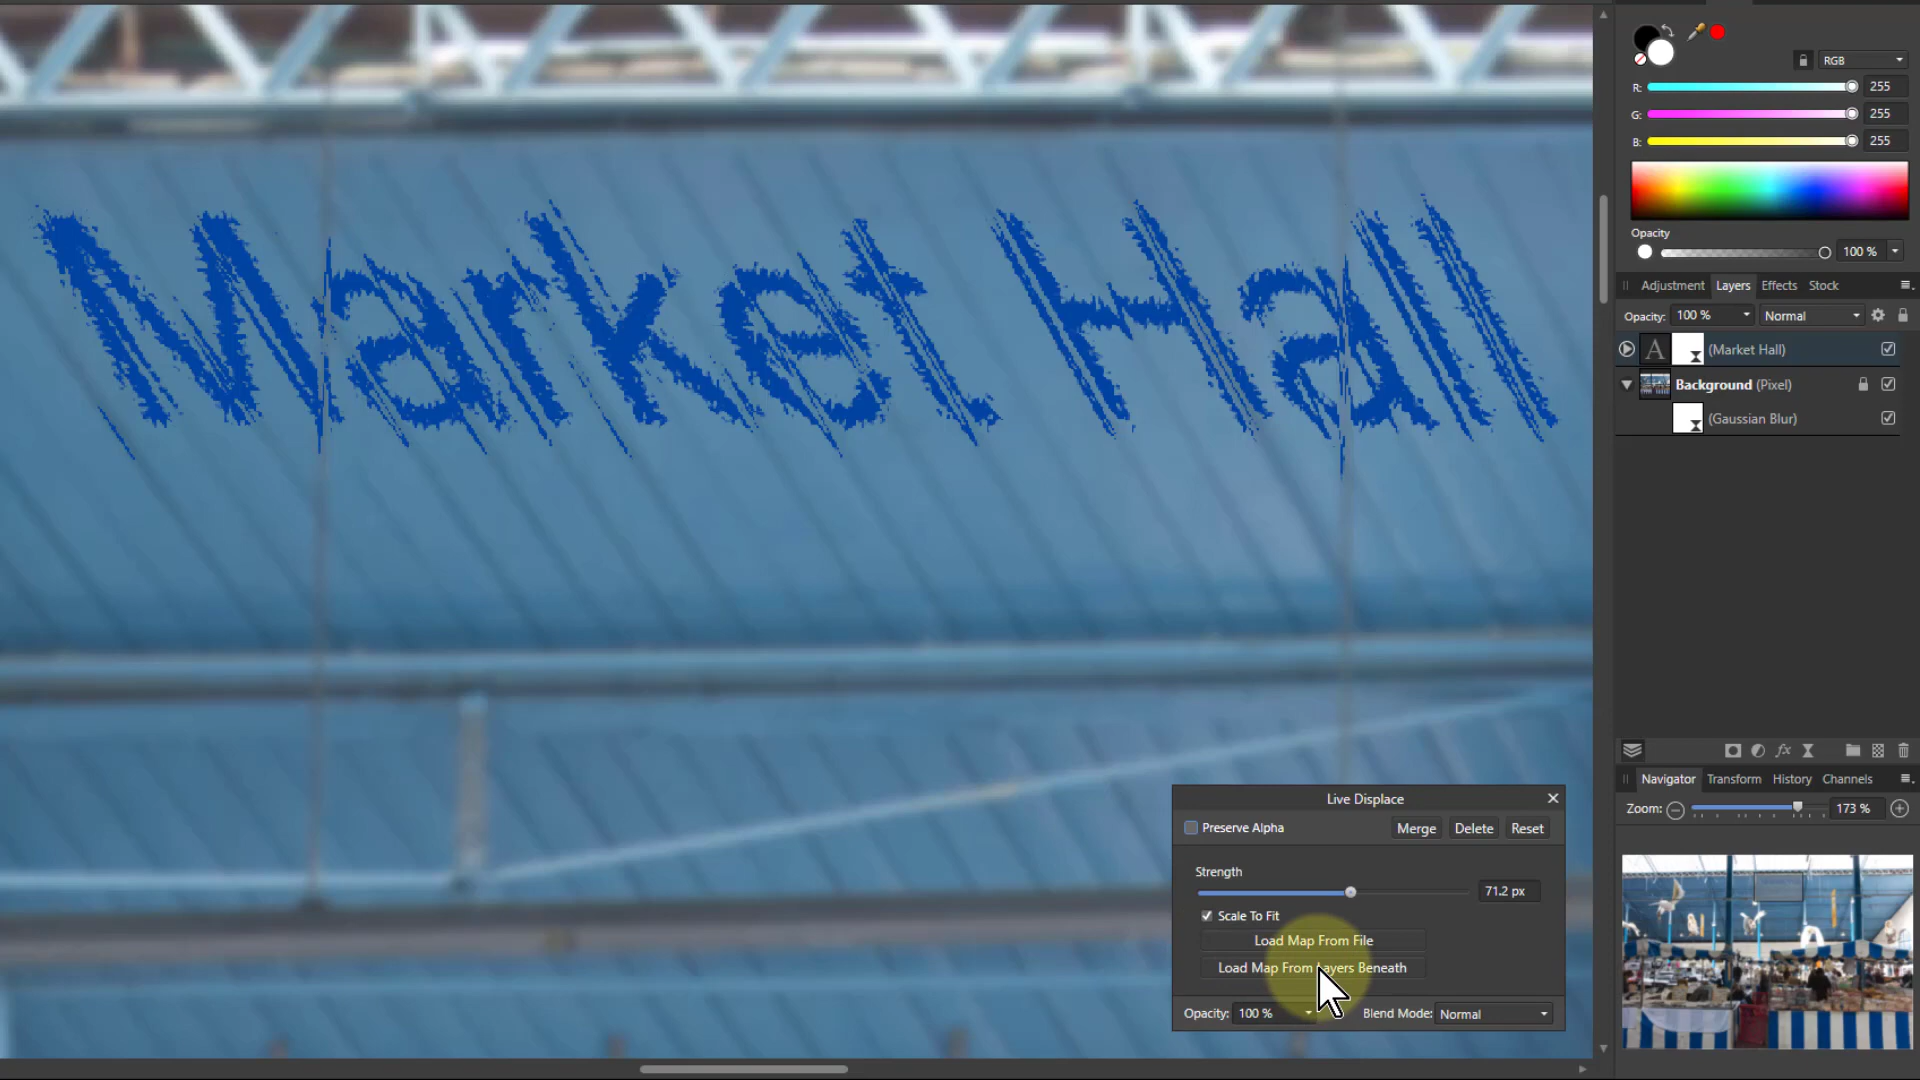 Market Hall
RGB
R: 255
G: 255
B: 255
Opacity
100 %
Adjustment Layers Effects Stock
Opacity: 100 % Normal
A (Market Hall)
Background (Pixel)
(Gaussian Blur)
fx
Navigator Transform History Channels
Zoom: 173 %
Live Displace
Preserve Alpha Merge Delete Reset
Strength
71.2 px
Scale To Fit
Load Map From File
Load Map From Layers Beneath
Opacity: 100 % Blend Mode: Normal